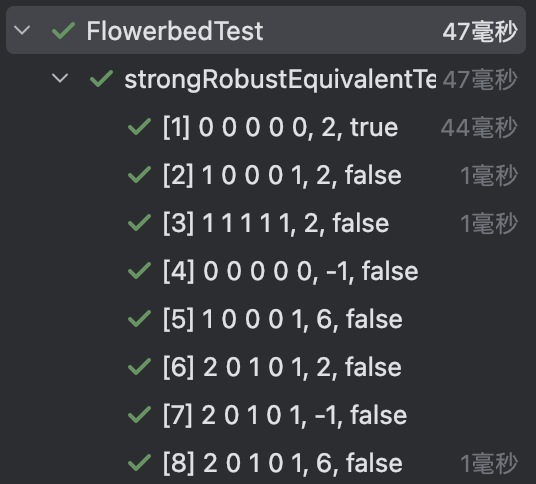 FlowerbedTest 47毫秒
strongRobustEquivalentTe 47毫秒
[1] 0 0 0 0 0, 2, true 44毫秒
[2] 1 0 0 0 1, 2, false 1毫秒
[3] 1 1 1 1 1, 2, false 1毫秒
[4] 0 0 0 0 0, -1, false
[5] 1 0 0 0 1, 6, false
[6] 2 0 1 0 1, 2, false
[7] 2 0 1 0 1, -1, false
[8] 2 0 1 0 1, 6, false 1毫秒